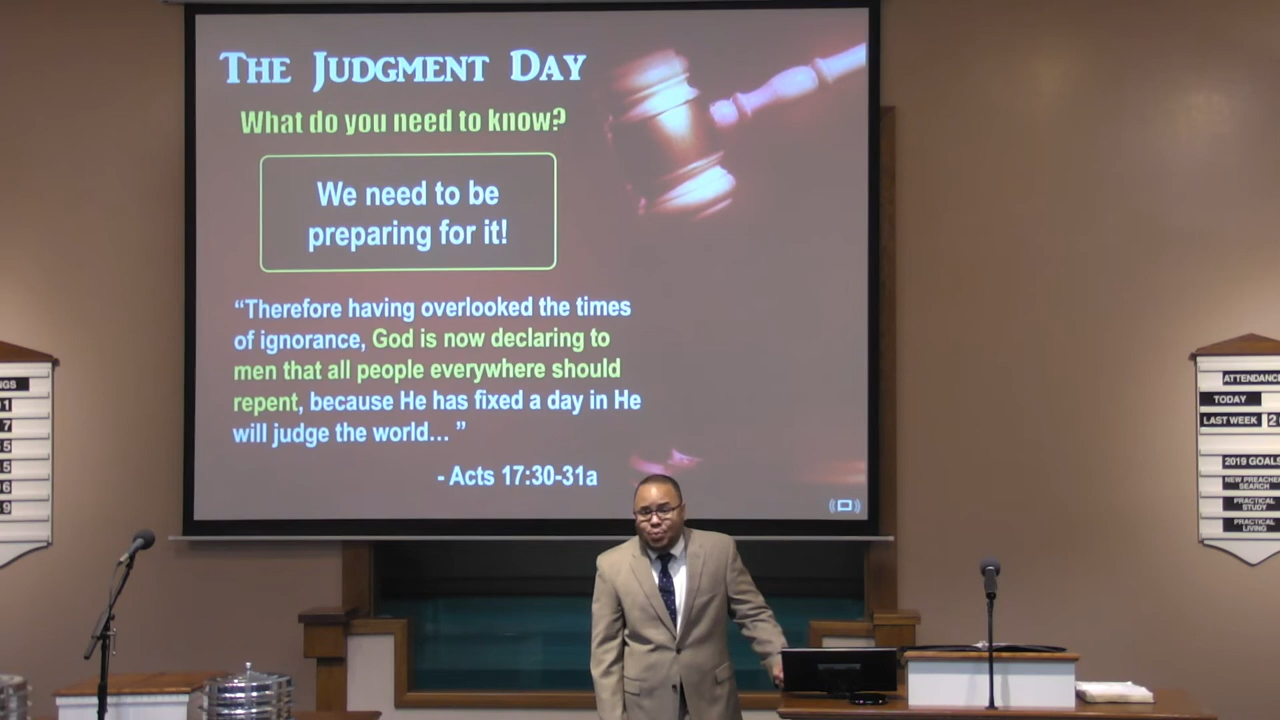 THE JUDGMENT DAY
What do you need to know?
We need to be
preparing for it!
“Therefore having overlooked the times
of ignorance, God is now declaring to
men that all people everywhere should
repent, because He has fixed a day in He
will judge the world… ”
- Acts 17:30-31a
ATTENDANCE
TODAY
LAST WEEK 2
2019 GOALS
NEW PREACHER
SEARCH
PRACTICAL
STUDY
PRACTICAL
LIVING